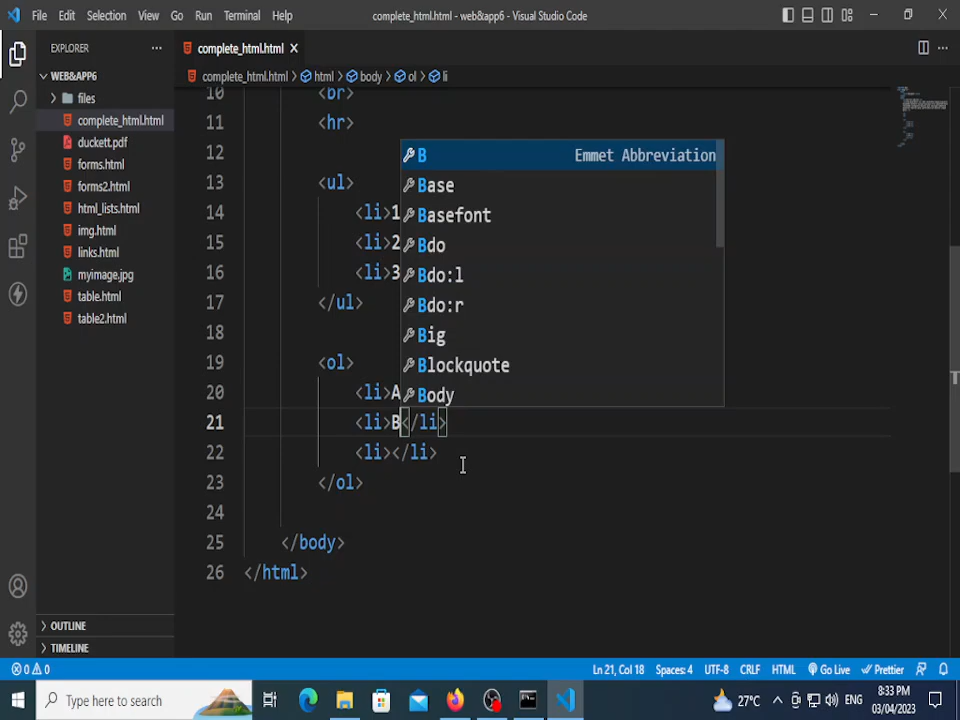 File Edit Selection View Go Run Terminal Help complete_html.html - web&app6 - Visual Studio Code
EXPLORER
WEB&APP6
files
complete_html.html
duckett.pdf
forms.html
forms2.html
html_lists.html
img.html
links.html
myimage.jpg
table.html
table2.html
OUTLINE
TIMELINE
complete_html.html
complete_html.html > html > body > ol > li
10 <br>
11 <hr>
12
13 <ul>
14 <li>1
15 <li>2
16 <li>3
17 </ul>
18
19 <ol>
20 <li>A
21 <li>B</li>
22 <li></li>
23 </ol>
24
25 </body>
26 </html>
B Emmet Abbreviation
Base
Basefont
Bdo
Bdo:l
Bdo:r
Big
Blockquote
Body
0 0 Ln 21, Col 18 Spaces: 4 UTF-8 CRLF HTML Go Live Prettier
Type here to search 27°C ENG 8:33 PM
03/04/2023